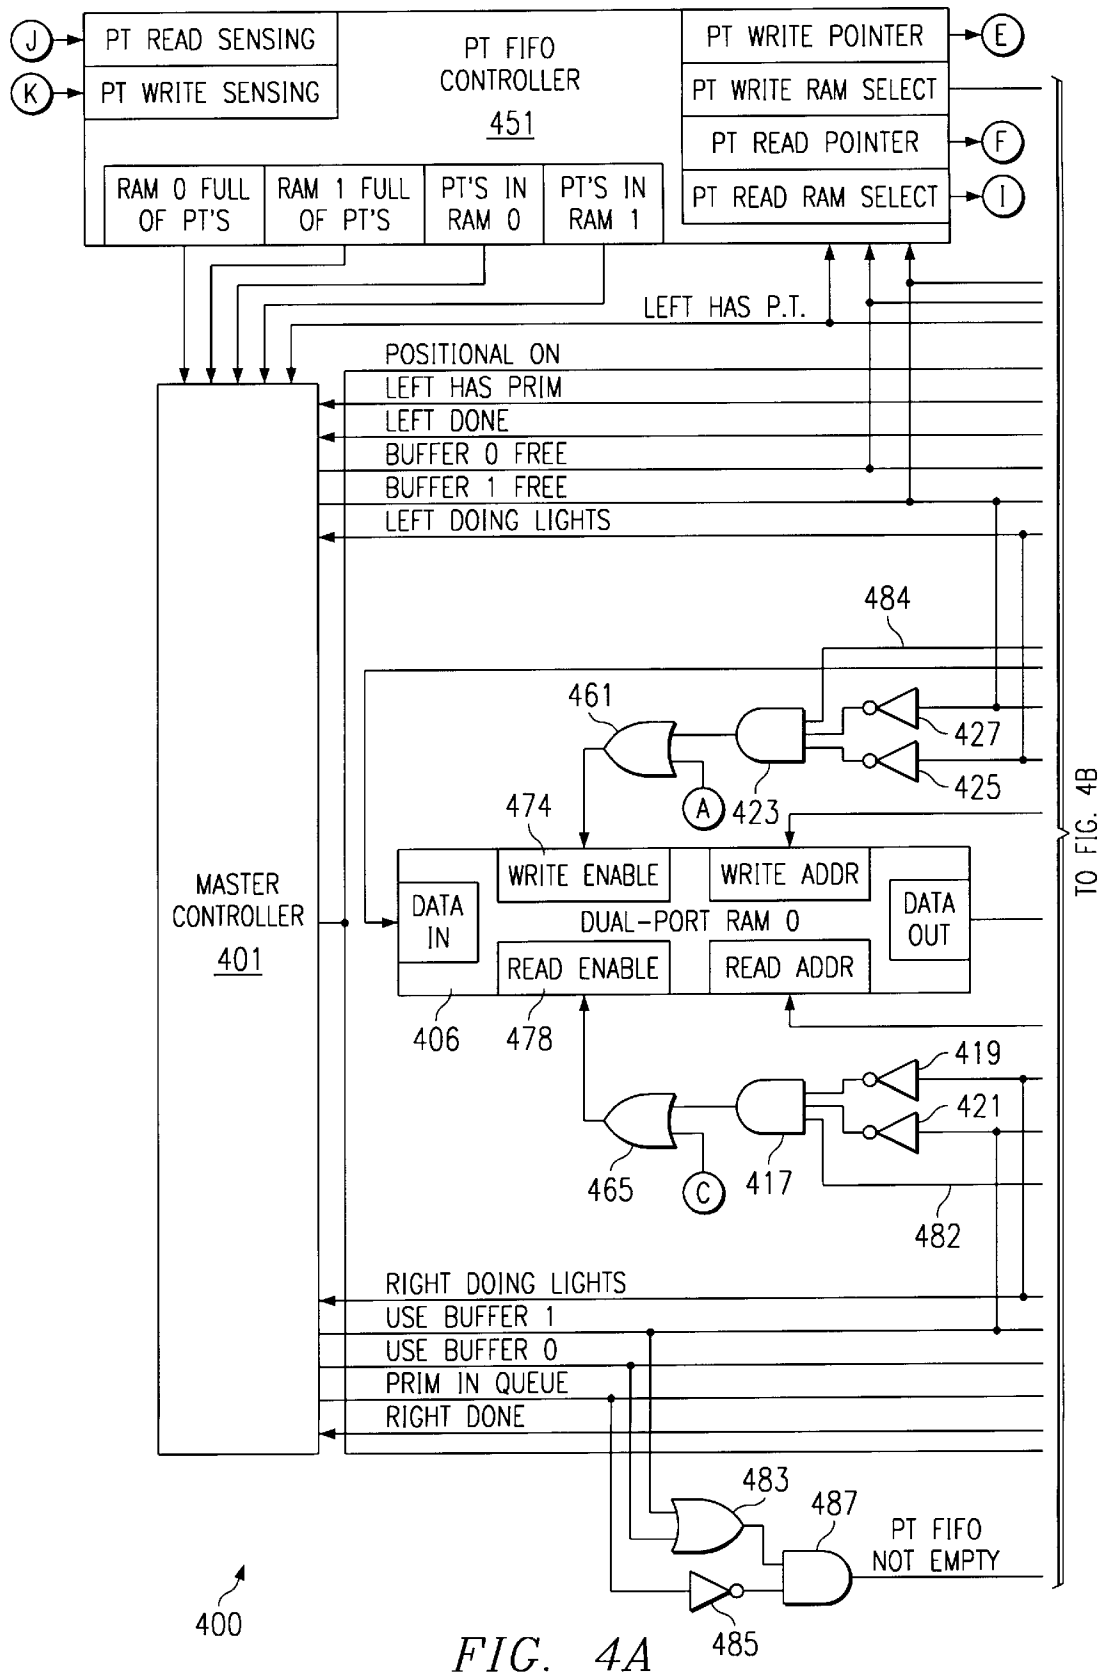 J
PT READ SENSING
K
PT WRITE SENSING
PT FIFO
CONTROLLER
451
PT WRITE POINTER
E
PT WRITE RAM SELECT
PT READ POINTER
F
PT READ RAM SELECT
I
RAM 0 FULL
OF PT'S
RAM 1 FULL
OF PT'S
PT'S IN
RAM 0
PT'S IN
RAM 1
LEFT HAS P.T.
POSITIONAL ON
LEFT HAS PRIM
LEFT DONE
BUFFER 0 FREE
BUFFER 1 FREE
LEFT DOING LIGHTS
484
461
427
425
423
A
474
WRITE ENABLE
WRITE ADDR
DATA
IN
DUAL-PORT RAM 0
DATA
OUT
READ ENABLE
READ ADDR
406
478
MASTER
CONTROLLER
401
TO FIG. 4B
419
421
465
C
417
482
RIGHT DOING LIGHTS
USE BUFFER 1
USE BUFFER 0
PRIM IN QUEUE
RIGHT DONE
483
487
PT FIFO
NOT EMPTY
485
400
FIG. 4A